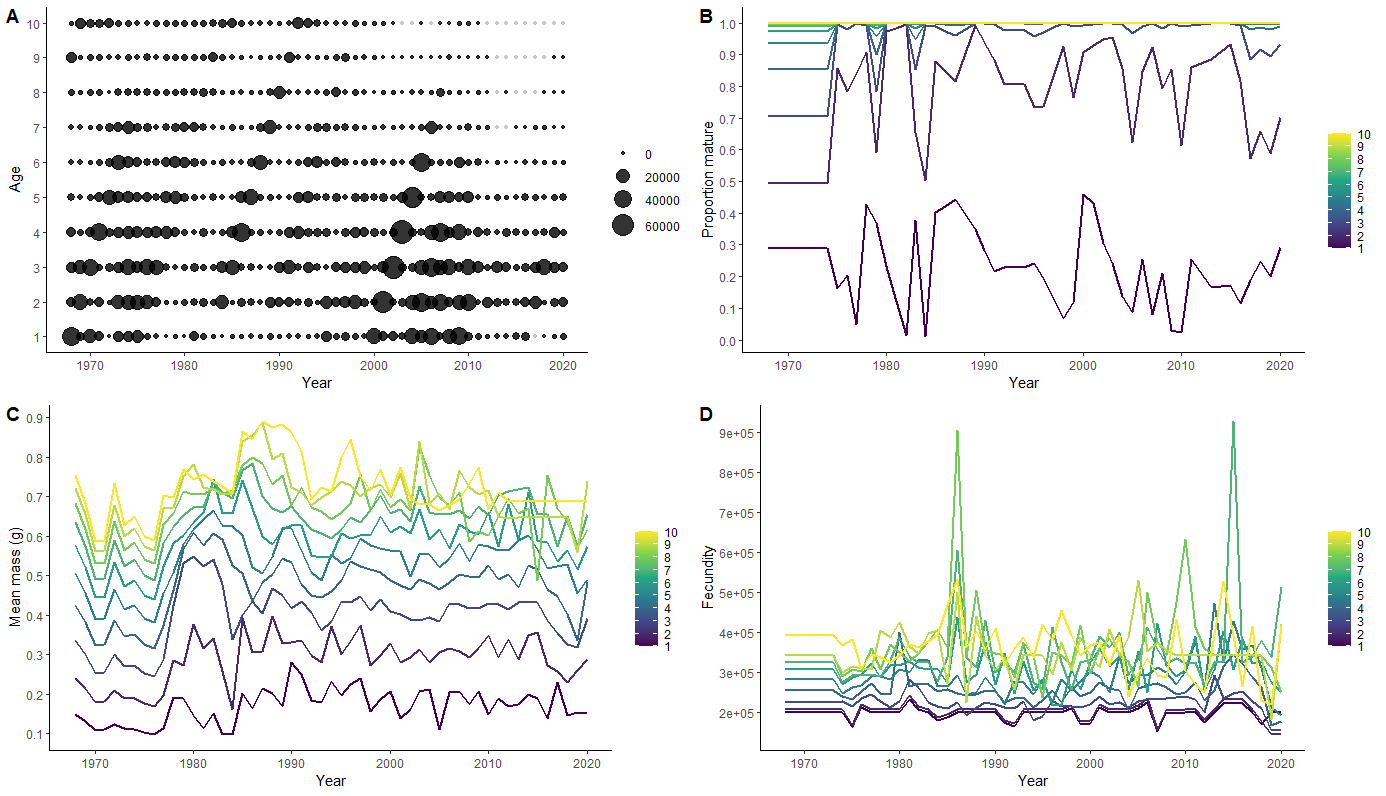 A
Age
10
9
8
7
6
5
4
3
2
1
1970 1980 1990 2000 2010 2020
Year
0
20000
40000
60000
B
Proportion mature
1.0
0.9
0.8
0.7
0.6
0.5
0.4
0.3
0.2
0.1
0.0
1970 1980 1990 2000 2010 2020
Year
10
9
8
7
6
5
4
3
2
1
C
Mean mass (g)
0.9
0.8
0.7
0.6
0.5
0.4
0.3
0.2
0.1
1970 1980 1990 2000 2010 2020
Year
10
9
8
7
6
5
4
3
2
1
D
Fecundity
9e+05
8e+05
7e+05
6e+05
5e+05
4e+05
3e+05
2e+05
1970 1980 1990 2000 2010 2020
Year
10
9
8
7
6
5
4
3
2
1